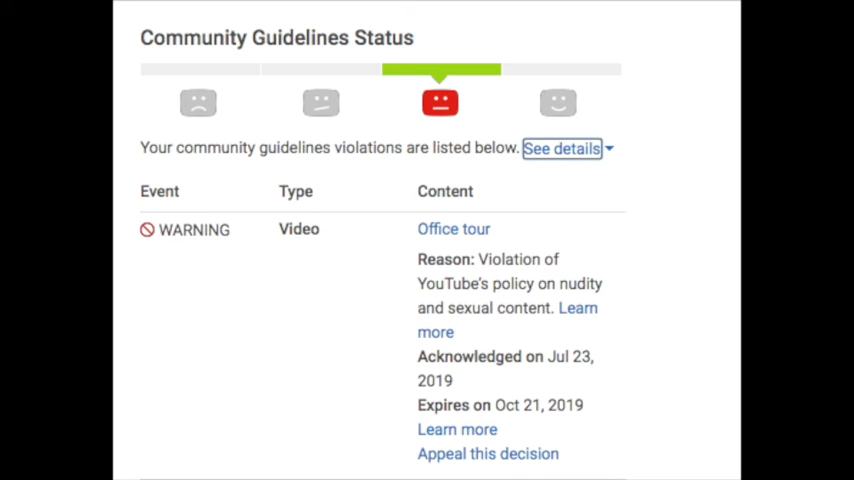 Community Guidelines Status
Your community guidelines violations are listed below. See details
Event Type Content
WARNING Video Office tour
Reason: Violation of
YouTube's policy on nudity
and sexual content. Learn
more
Acknowledged on Jul 23,
2019
Expires on Oct 21, 2019
Learn more
Appeal this decision